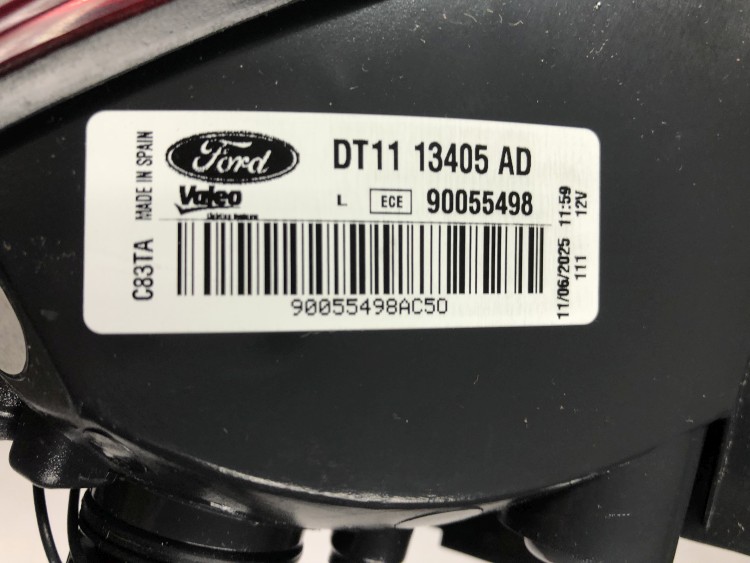 MADE IN SPAIN
C83TA
Ford
DT11 13405 AD
Valeo
L ECE 90055498
90055498AC50
11/06/2025 11:59
111 12V